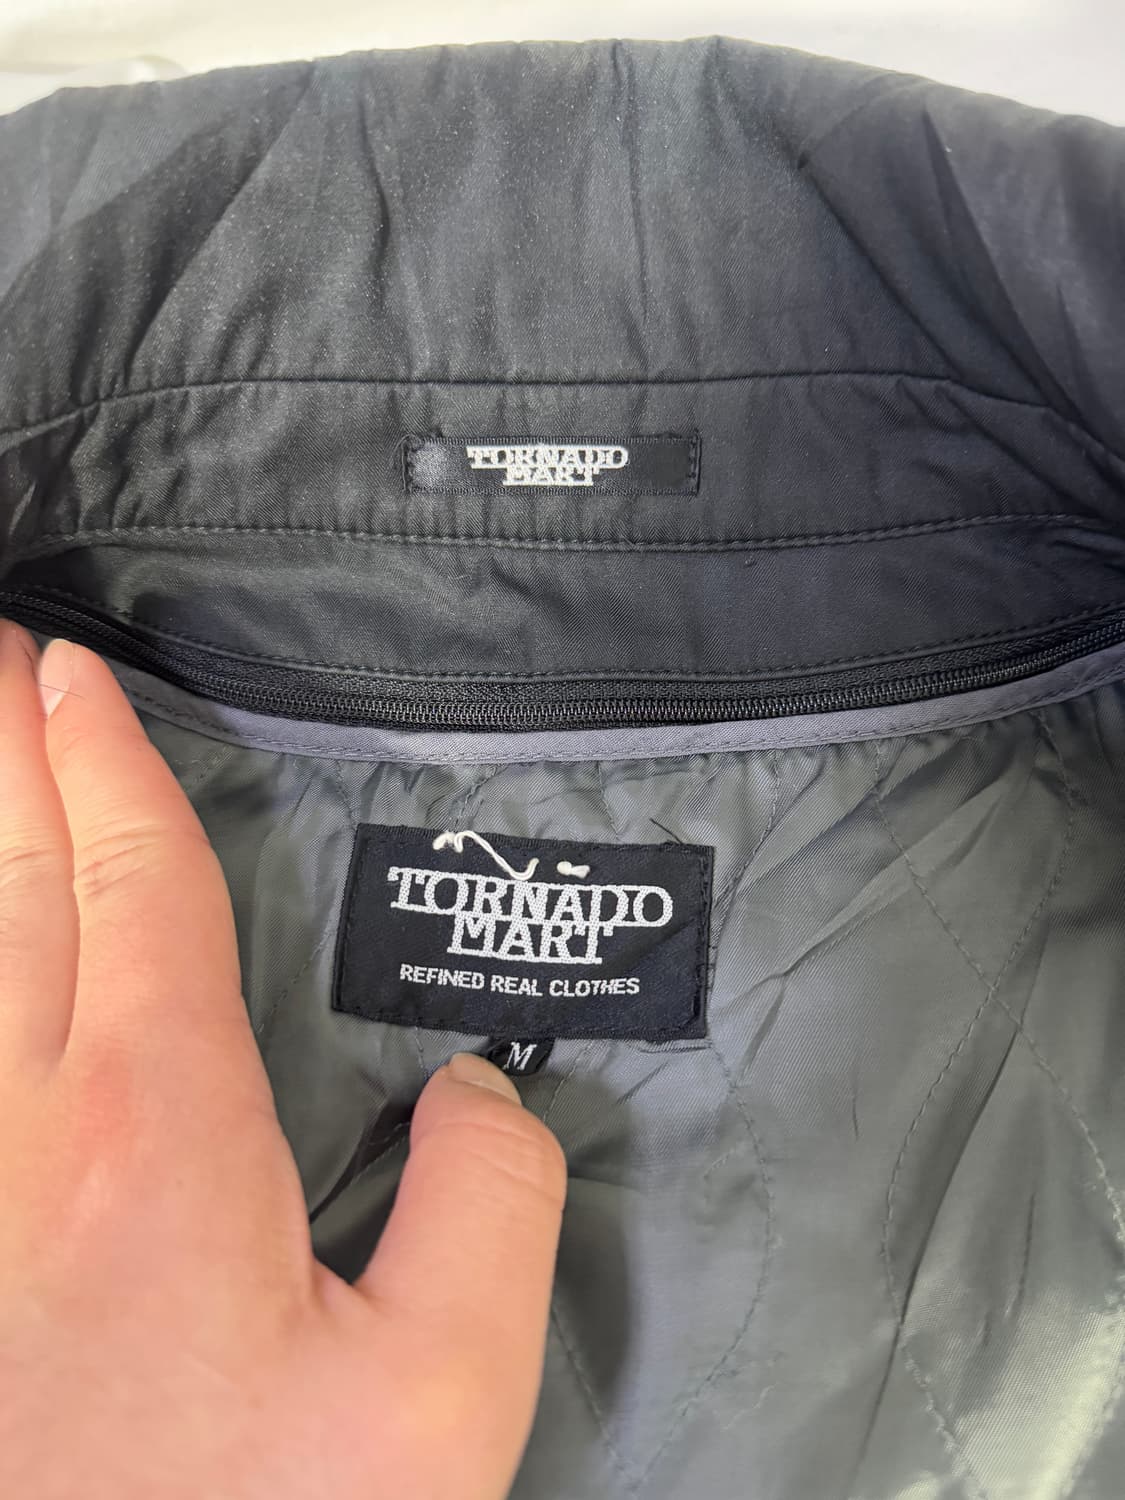 TORNADO
MART
TORNADO
MART
REFINED REAL CLOTHES
M